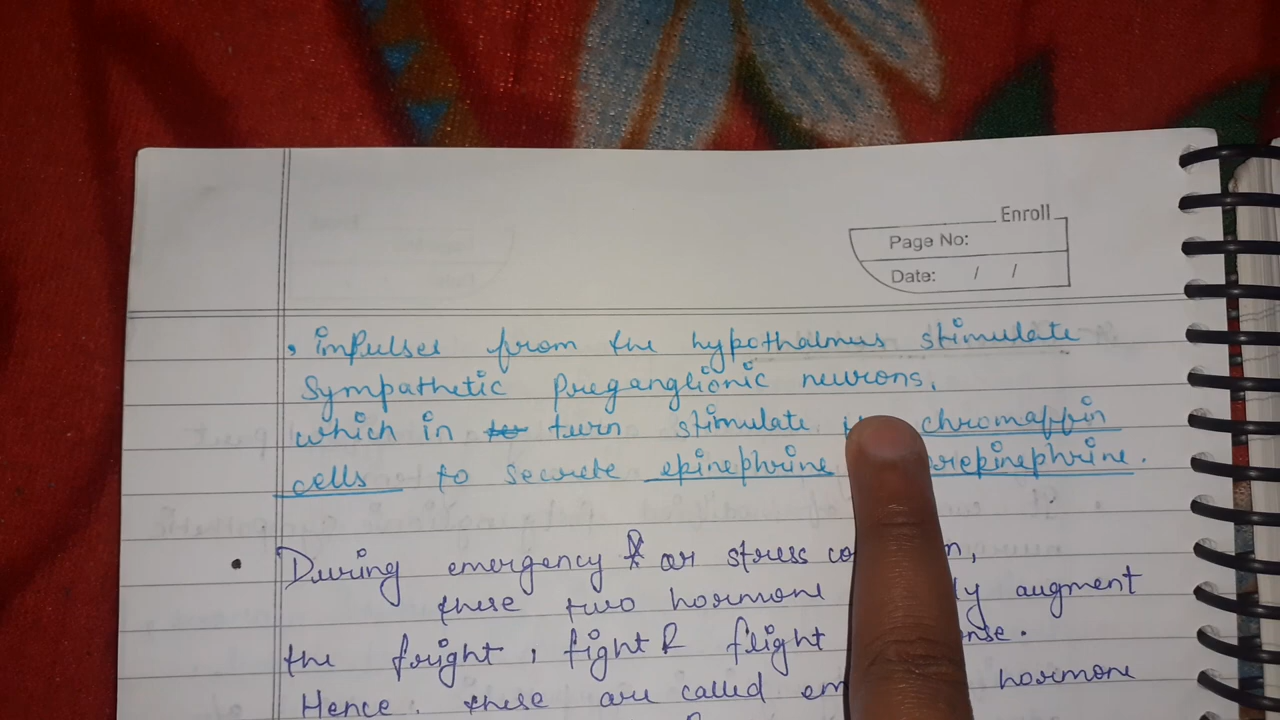 Enroll
Page No:
Date: / /
, impulses from the hypothalmus stimulate
Sympathetic Preganglionic neurons,
which in turn stimulate chromaffin
cells to secrete epinephrine
• During emergency or stress
these two hormone augment
the fright, fight & flight
Hence. these are called hormone